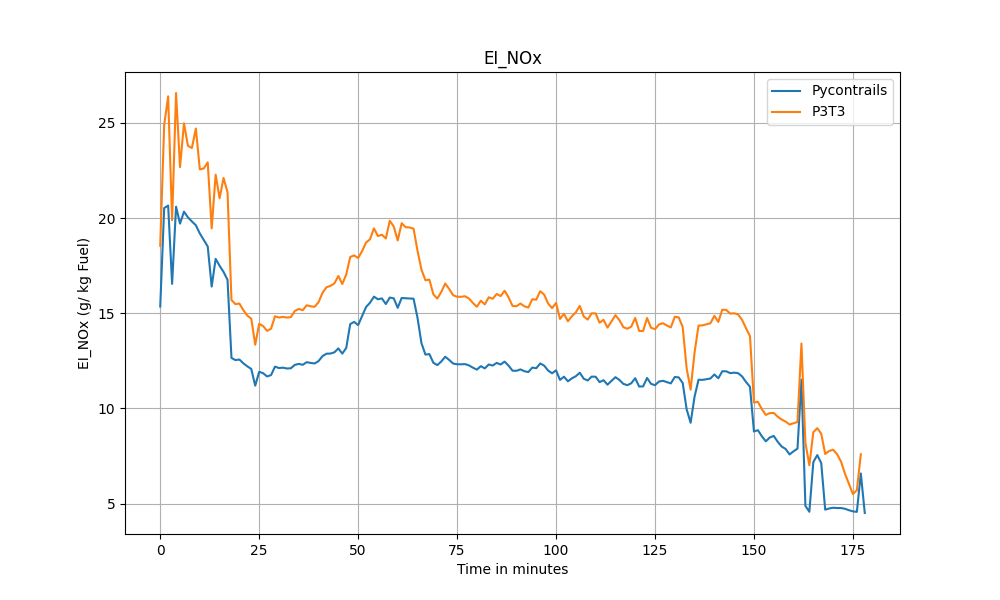 EI_NOx
Pycontrails
P3T3
EI_NOx (g/ kg Fuel)
25
20
15
10
5
0 25 50 75 100 125 150 175
Time in minutes